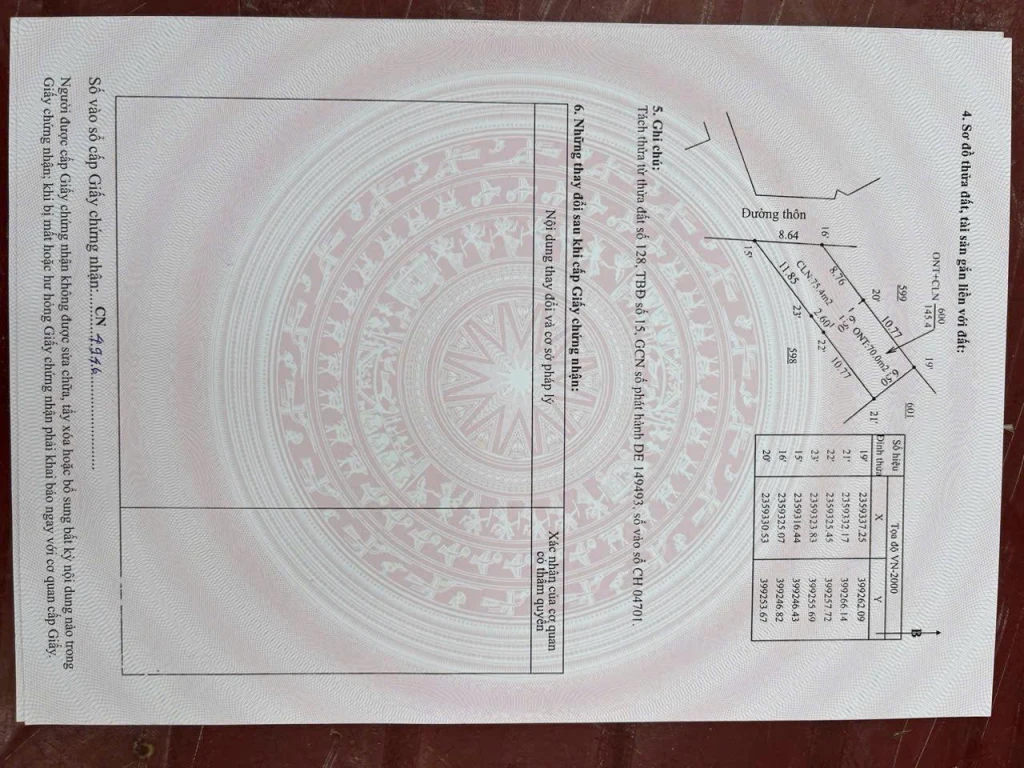 4. Sơ đồ thửa đất, tài sản gắn liền với đất:
ONT+CLN 600
145.4
599
19'
601
20'
10.77
6.50
ONT:70.0m2
6.50
8.76
16'
CLN:75.4m2
2.60
22'
10.77
21'
598
23'
11.85
8.64
15'
Đường thôn
B
Số hiệu Đỉnh thửa Tọa độ VN-2000
X Y
19' 2359337.25 399262.09
21' 2359332.17 399266.14
22' 2359325.45 399257.72
23' 2359323.83 399255.69
15' 2359316.44 399246.43
16' 2359325.07 399246.82
20' 2359330.53 399253.67
5. Ghi chú:
Tách thửa từ thửa đất số 128, TBĐ số 15, GCN số phát hành DE 149493, số vào sổ CH 04701.
6. Những thay đổi sau khi cấp Giấy chứng nhận:
Nội dung thay đổi và cơ sở pháp lý
Xác nhận của cơ quan
có thẩm quyền
Số vào sổ cấp Giấy chứng nhận:....CN 4946....
Người được cấp Giấy chứng nhận không được sửa chữa, tẩy xóa hoặc bổ sung bất kỳ nội dung nào trong
Giấy chứng nhận; khi bị mất hoặc hư hỏng Giấy chứng nhận phải khai báo ngay với cơ quan cấp Giấy.